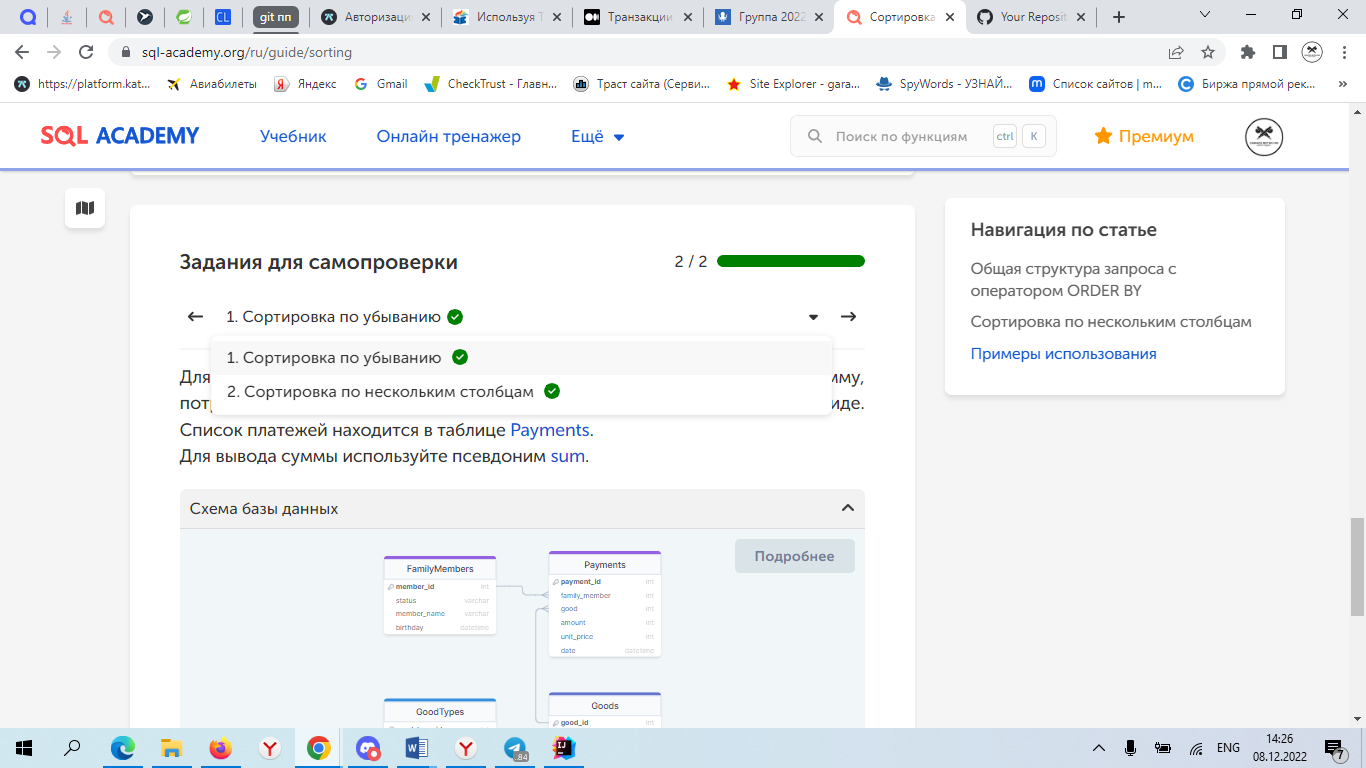 git пп
Авторизаци
Используя Т
Транзакции
Группа 2022
Сортировка
Your Reposit
sql-academy.org/ru/guide/sorting
https://platform.kat...
Авиабилеты
Яндекс
Gmail
CheckTrust - Главн...
Траст сайта (Серви...
Site Explorer - gara...
SpyWords - УЗНАЙ...
Список сайтов | m...
Биржа прямой рек...
SQL ACADEMY
Учебник
Онлайн тренажер
Ещё
Поиск по функциям
ctrl
K
Премиум
Задания для самопроверки
2 / 2
1. Сортировка по убыванию
1. Сортировка по убыванию
2. Сортировка по нескольким столбцам
Для
мму,
пот
иде.
Список платежей находится в таблице Payments.
Для вывода суммы используйте псевдоним sum.
Схема базы данных
Подробнее
FamilyMembers
member_id int
status varchar
member_name varchar
birthday datetime
Payments
payment_id int
family_member int
good int
amount int
unit_price int
date datetime
GoodTypes
Goods
good_id int
Навигация по статье
Общая структура запроса с
оператором ORDER BY
Сортировка по нескольким столбцам
Примеры использования
84
ENG
14:26
08.12.2022
7